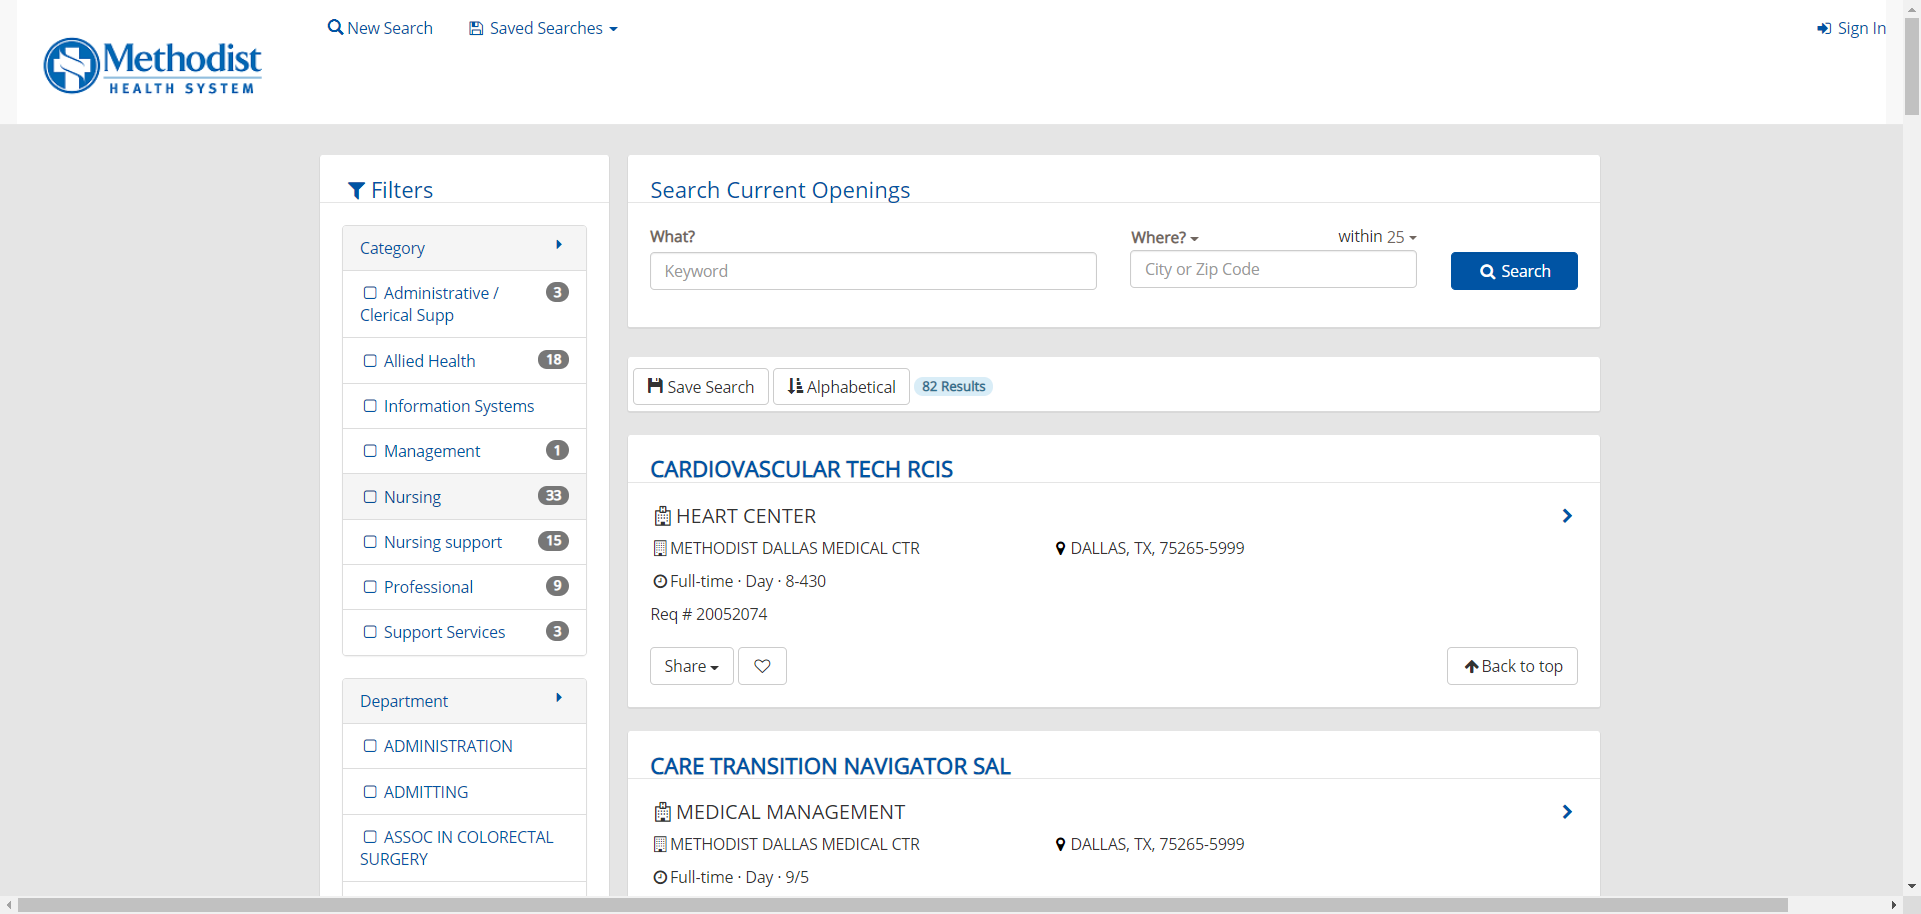 New Search
Saved Searches
Sign In
Methodist
HEALTH SYSTEM
Filters
Category
Administrative /
Clerical Supp
3
Allied Health
18
Information Systems
Management
1
Nursing
33
Nursing support
15
Professional
9
Support Services
3
Department
ADMINISTRATION
ADMITTING
ASSOC IN COLORECTAL
SURGERY
Search Current Openings
What?
Keyword
Where?
within 25
City or Zip Code
Search
Save Search
Alphabetical
82 Results
CARDIOVASCULAR TECH RCIS
HEART CENTER
METHODIST DALLAS MEDICAL CTR
DALLAS, TX, 75265-5999
Full-time · Day · 8-430
Req # 20052074
Share
Back to top
CARE TRANSITION NAVIGATOR SAL
MEDICAL MANAGEMENT
METHODIST DALLAS MEDICAL CTR
DALLAS, TX, 75265-5999
Full-time · Day · 9/5